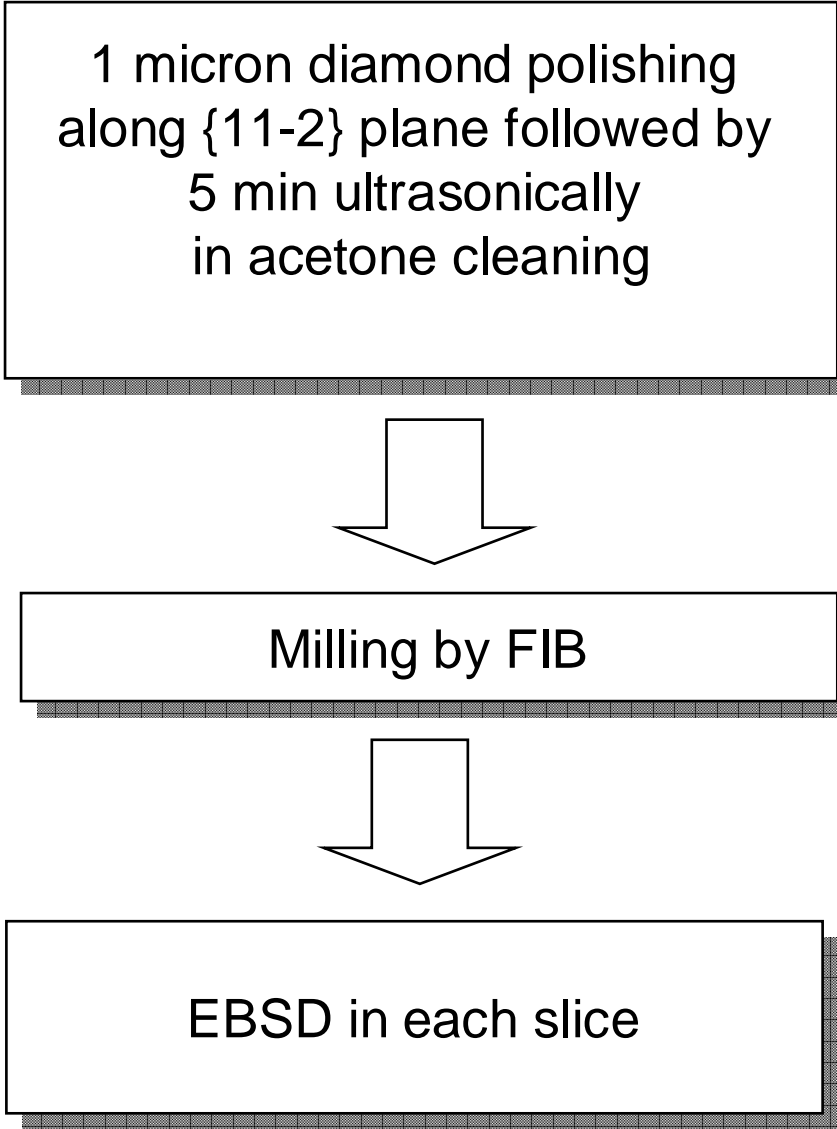 1 micron diamond polishing
along {11-2} plane followed by
5 min ultrasonically
in acetone cleaning
Milling by FIB
EBSD in each slice